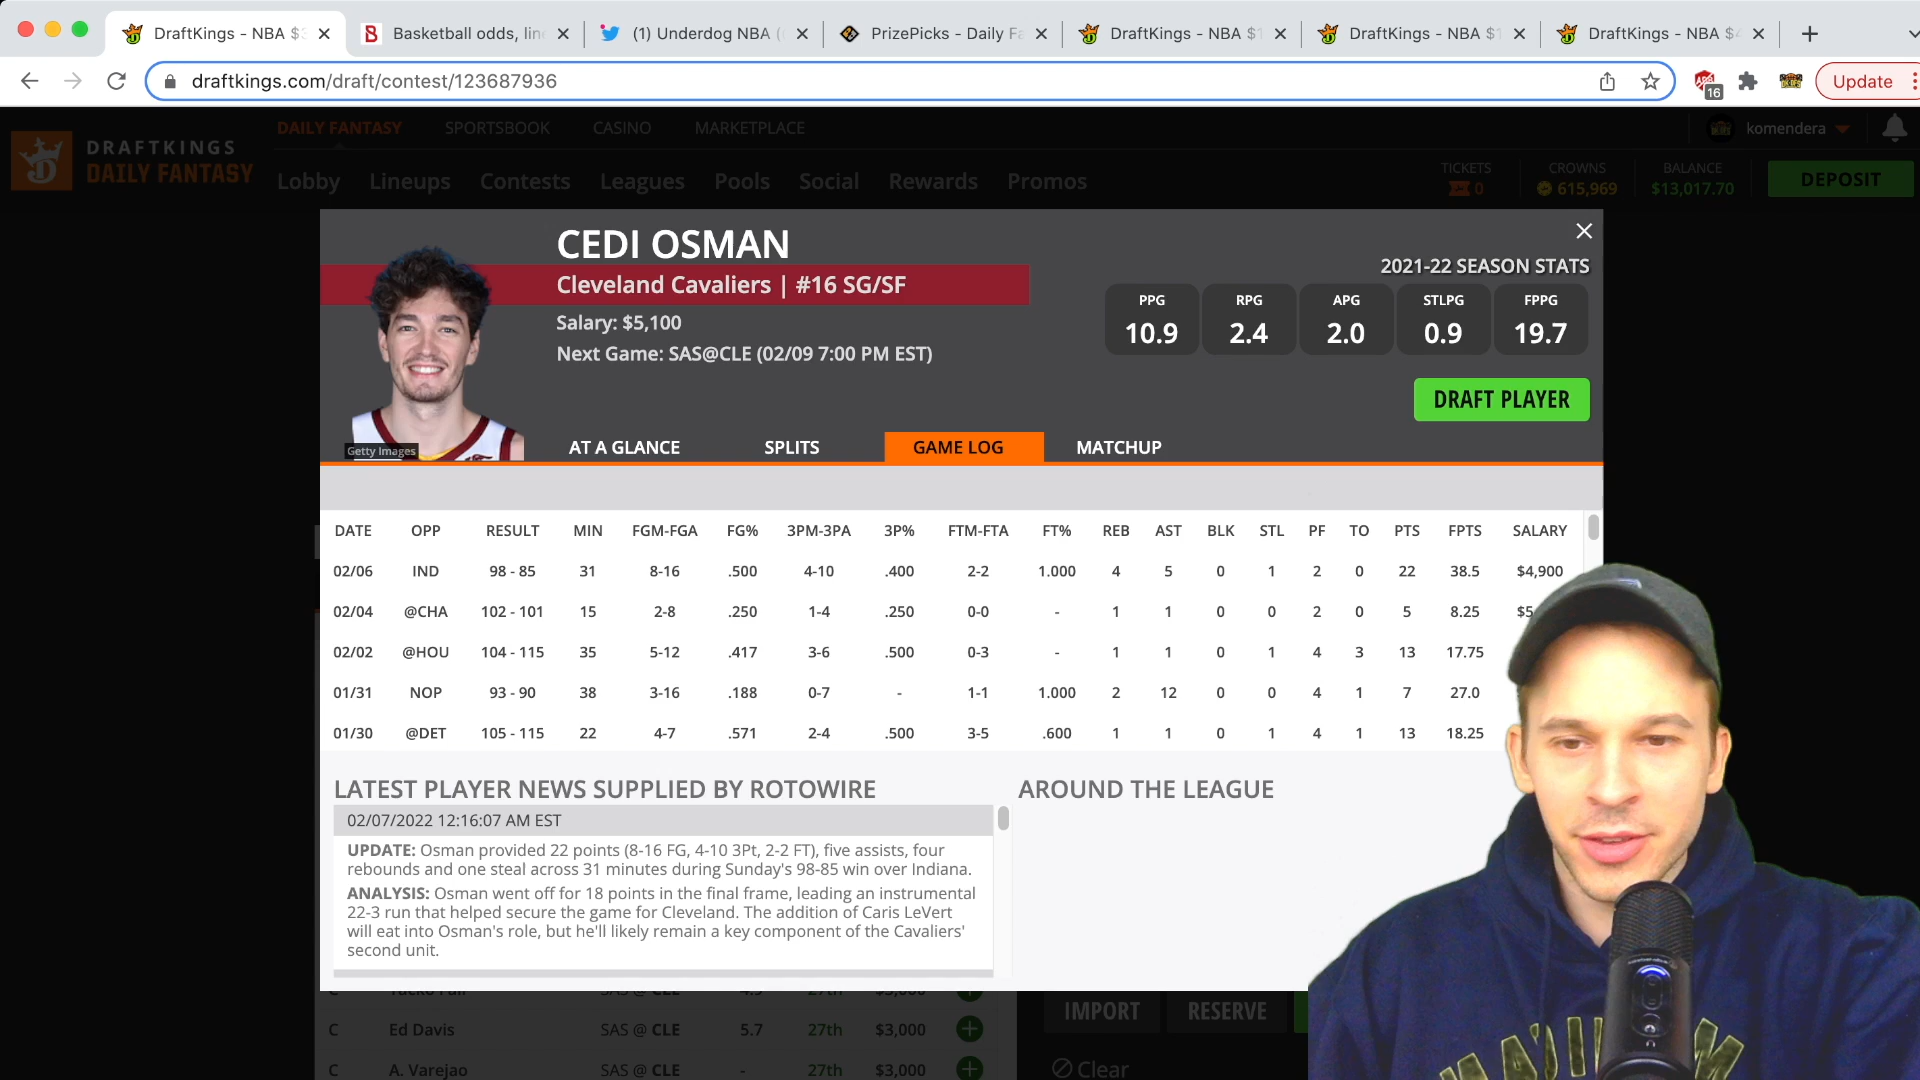 DraftKings - NBA $
Basketball odds, lin
(1) Underdog NBA (
PrizePicks - Daily Fa
DraftKings - NBA $1
DraftKings - NBA $1
DraftKings - NBA $4
draftkings.com/draft/contest/123687936
16
Update
DRAFTKINGS
DAILY FANTASY
DAILY FANTASY SPORTSBOOK CASINO MARKETPLACE
komendera
Lobby Lineups Contests Leagues Pools Social Rewards Promos
TICKETS
0
CROWNS
615,969
BALANCE
$13,017.70
DEPOSIT
CEDI OSMAN
Cleveland Cavaliers | #16 SG/SF
Salary: $5,100
Next Game: SAS@CLE (02/09 7:00 PM EST)
Getty Images
2021-22 SEASON STATS
PPG RPG APG STLPG FPPG
10.9 2.4 2.0 0.9 19.7
DRAFT PLAYER
AT A GLANCE SPLITS GAME LOG MATCHUP
DATE OPP RESULT MIN FGM-FGA FG% 3PM-3PA 3P% FTM-FTA FT% REB AST BLK STL PF TO PTS FPTS SALARY
02/06 IND 98 - 85 31 8-16 .500 4-10 .400 2-2 1.000 4 5 0 1 2 0 22 38.5 $4,900
02/04 @CHA 102 - 101 15 2-8 .250 1-4 .250 0-0 - 1 1 0 0 2 0 5 8.25 $5
02/02 @HOU 104 - 115 35 5-12 .417 3-6 .500 0-3 - 1 1 0 1 4 3 13 17.75
01/31 NOP 93 - 90 38 3-16 .188 0-7 - 1-1 1.000 2 12 0 0 4 1 7 27.0
01/30 @DET 105 - 115 22 4-7 .571 2-4 .500 3-5 .600 1 1 0 1 4 1 13 18.25
LATEST PLAYER NEWS SUPPLIED BY ROTOWIRE
02/07/2022 12:16:07 AM EST
UPDATE: Osman provided 22 points (8-16 FG, 4-10 3Pt, 2-2 FT), five assists, four
rebounds and one steal across 31 minutes during Sunday's 98-85 win over Indiana.
ANALYSIS: Osman went off for 18 points in the final frame, leading an instrumental
22-3 run that helped secure the game for Cleveland. The addition of Caris LeVert
will eat into Osman's role, but he'll likely remain a key component of the Cavaliers'
second unit.
AROUND THE LEAGUE
C Tacko Fall SAS @ CLE 4.9 27th $3,000
C Ed Davis SAS @ CLE 5.7 27th $3,000
C A. Varejao SAS @ CLE - 27th $3,000
IMPORT RESERVE
Clear